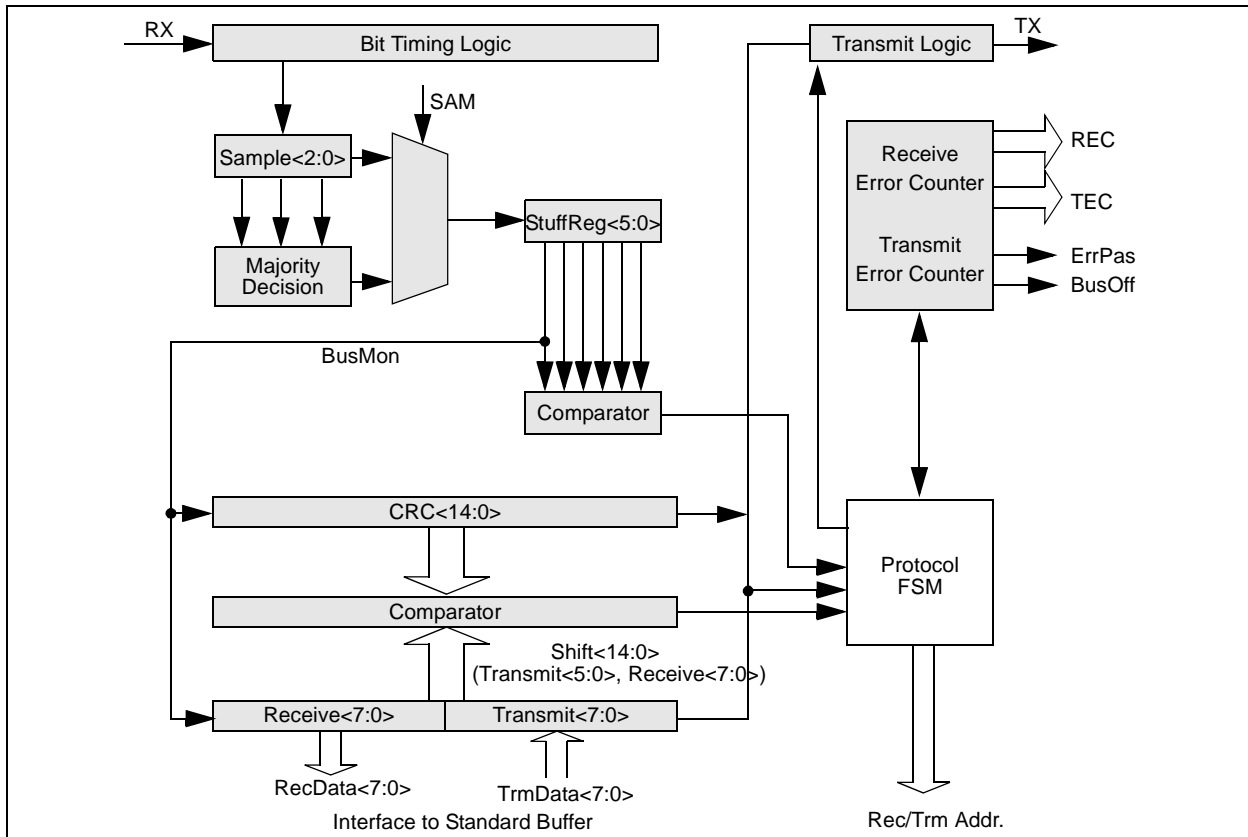 RX
Bit Timing Logic
Transmit Logic
TX
SAM
Sample<2:0>
Receive
Error Counter
REC
TEC
StuffReg<5:0>
Majority
Decision
Transmit
Error Counter
ErrPas
BusOff
BusMon
Comparator
CRC<14:0>
Protocol
FSM
Comparator
Shift<14:0>
(Transmit<5:0>, Receive<7:0>)
Receive<7:0>
Transmit<7:0>
RecData<7:0>
TrmData<7:0>
Interface to Standard Buffer
Rec/Trm Addr.